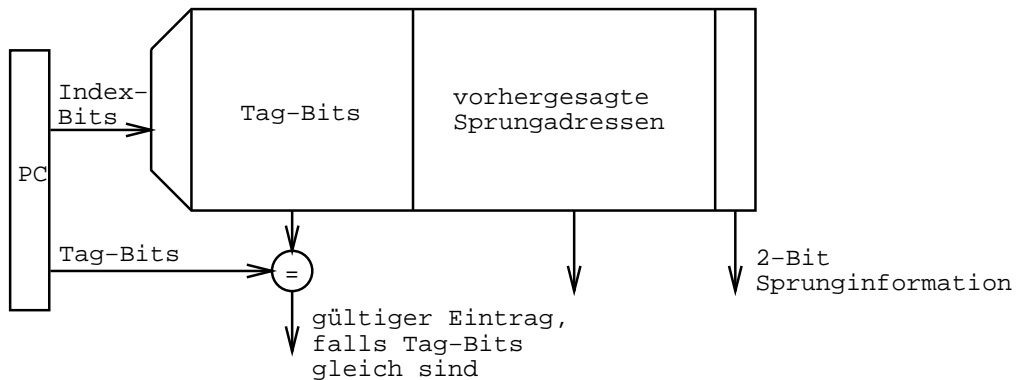 Index-
Bits
Tag-Bits
vorhergesagte
Sprungadressen
PC
Tag-Bits
=
2-Bit
Sprunginformation
gültiger Eintrag,
falls Tag-Bits
gleich sind